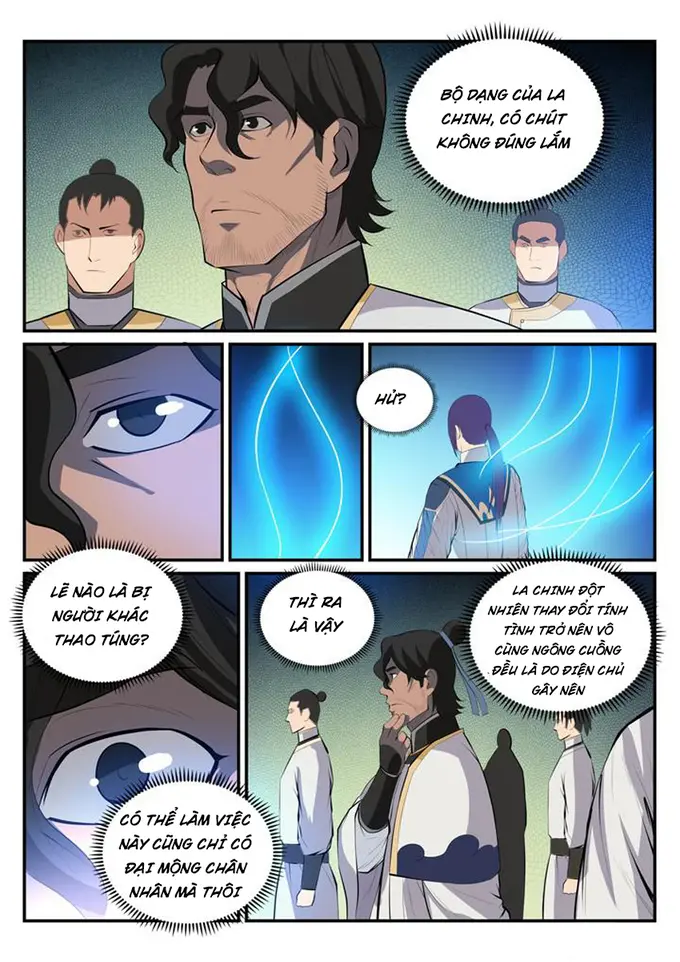 BỘ DẠNG CỦA LA
CHINH, CÓ CHÚT
KHÔNG ĐÚNG LẮM
HỬ?
LẼ NÀO LÀ BỊ
NGƯỜI KHÁC
THAO TÚNG?
THÌ RA
LÀ VẬY
LA CHINH ĐỘT
NHIÊN THAY ĐỔI TÍNH
TÌNH TRỞ NÊN VÔ
CÙNG NGÔNG CUỒNG
ĐỀU LÀ DO ĐIỆN CHỦ
GÂY NÊN
CÓ THỂ LÀM VIỆC
NÀY CŨNG CHỈ CÓ
ĐẠI MỘNG CHÂN
NHÂN MÀ THÔI